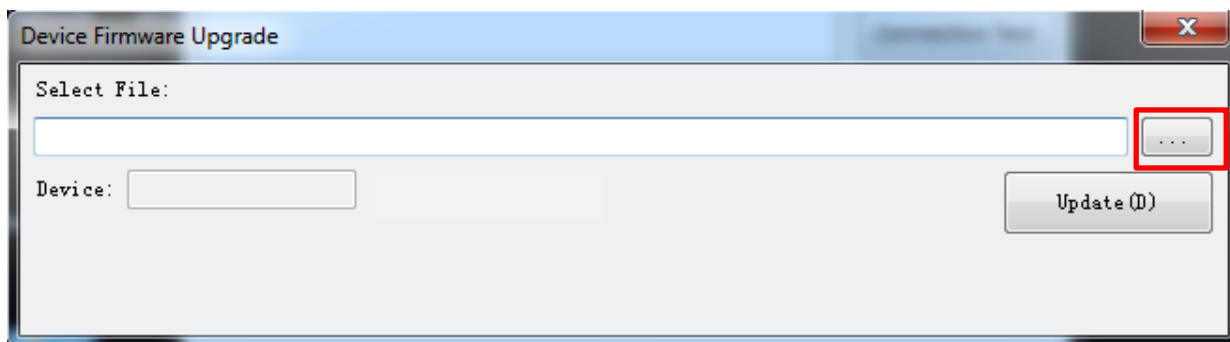 Device Firmware Upgrade
X
Select File:
...
Device:
Update(D)